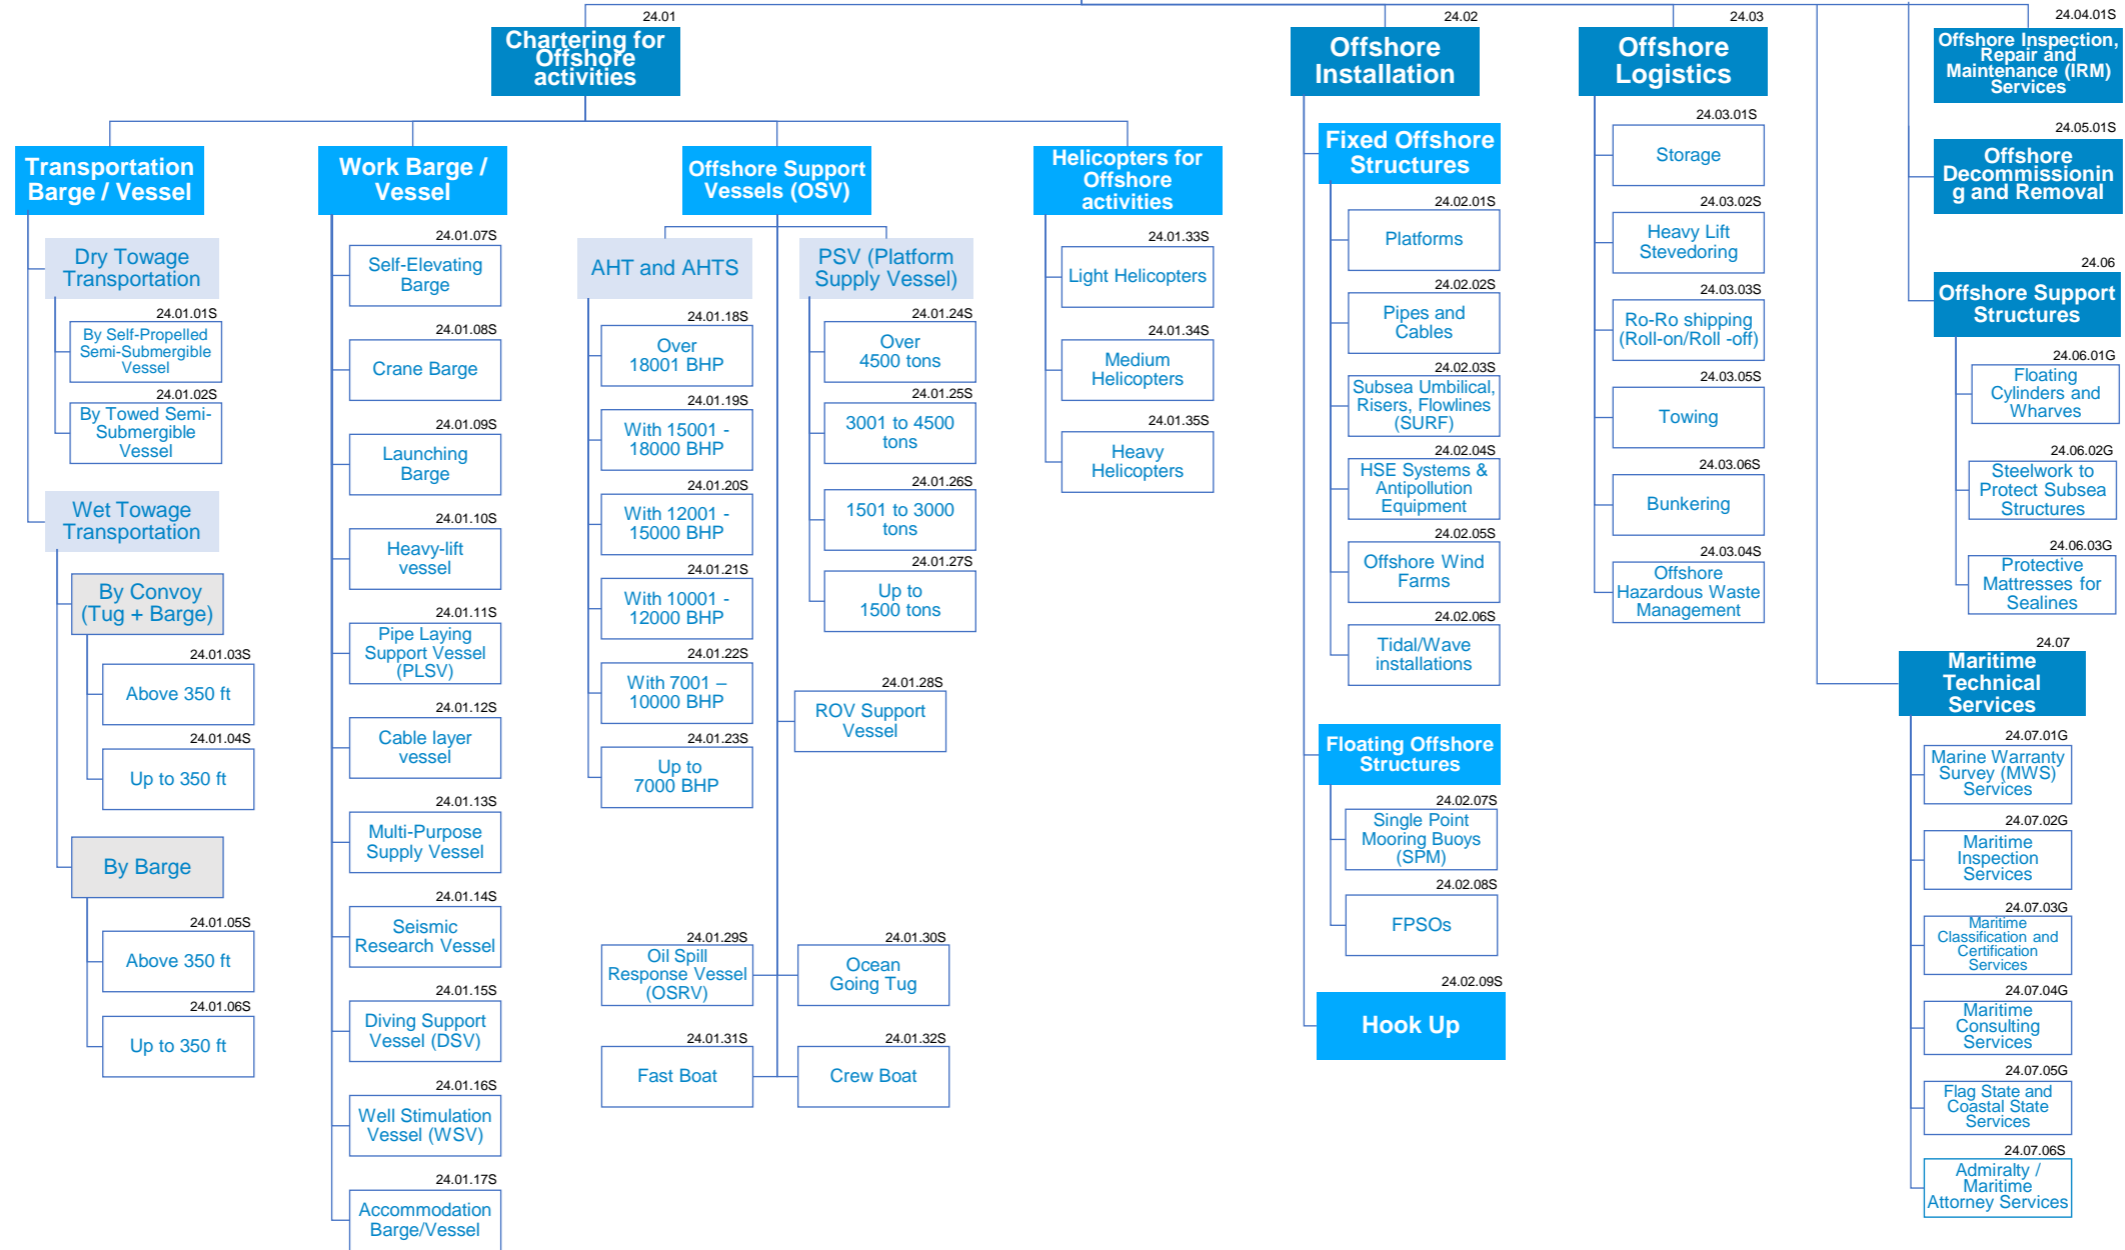 24.01
Chartering for
Offshore
activities
Transportation
Barge / Vessel
Dry Towage
Transportation
24.01.01S
By Self-Propelled
Semi-Submergible
Vessel
24.01.02S
By Towed Semi-
Submergible
Vessel
Wet Towage
Transportation
By Convoy
(Tug + Barge)
24.01.03S
Above 350 ft
24.01.04S
Up to 350 ft
By Barge
24.01.05S
Above 350 ft
24.01.06S
Up to 350 ft
Work Barge /
Vessel
24.01.07S
Self-Elevating
Barge
24.01.08S
Crane Barge
24.01.09S
Launching
Barge
24.01.10S
Heavy-lift
vessel
24.01.11S
Pipe Laying
Support Vessel
(PLSV)
24.01.12S
Cable layer
vessel
24.01.13S
Multi-Purpose
Supply Vessel
24.01.14S
Seismic
Research Vessel
24.01.15S
Diving Support
Vessel (DSV)
24.01.16S
Well Stimulation
Vessel (WSV)
24.01.17S
Accommodation
Barge/Vessel
Offshore Support
Vessels (OSV)
AHT and AHTS
24.01.18S
Over
18001 BHP
24.01.19S
With 15001 -
18000 BHP
24.01.20S
With 12001 -
15000 BHP
24.01.21S
With 10001 -
12000 BHP
24.01.22S
With 7001 –
10000 BHP
24.01.23S
Up to
7000 BHP
PSV (Platform
Supply Vessel)
24.01.24S
Over
4500 tons
24.01.25S
3001 to 4500
tons
24.01.26S
1501 to 3000
tons
24.01.27S
Up to
1500 tons
24.01.28S
ROV Support
Vessel
24.01.29S
Oil Spill
Response Vessel
(OSRV)
24.01.30S
Ocean
Going Tug
24.01.31S
Fast Boat
24.01.32S
Crew Boat
Helicopters for
Offshore
activities
24.01.33S
Light Helicopters
24.01.34S
Medium
Helicopters
24.01.35S
Heavy
Helicopters
24.02
Offshore
Installation
Fixed Offshore
Structures
24.02.01S
Platforms
24.02.02S
Pipes and
Cables
24.02.03S
Subsea Umbilical,
Risers, Flowlines
(SURF)
24.02.04S
HSE Systems &
Antipollution
Equipment
24.02.05S
Offshore Wind
Farms
24.02.06S
Tidal/Wave
installations
Floating Offshore
Structures
24.02.07S
Single Point
Mooring Buoys
(SPM)
24.02.08S
FPSOs
24.02.09S
Hook Up
24.03
Offshore
Logistics
24.03.01S
Storage
24.03.02S
Heavy Lift
Stevedoring
24.03.03S
Ro-Ro shipping
(Roll-on/Roll -off)
24.03.05S
Towing
24.03.06S
Bunkering
24.03.04S
Offshore
Hazardous Waste
Management
24.04.01S
Offshore Inspection,
Repair and
Maintenance (IRM)
Services
24.05.01S
Offshore
Decommissionin
g and Removal
24.06
Offshore Support
Structures
24.06.01G
Floating
Cylinders and
Wharves
24.06.02G
Steelwork to
Protect Subsea
Structures
24.06.03G
Protective
Mattresses for
Sealines
24.07
Maritime
Technical
Services
24.07.01G
Marine Warranty
Survey (MWS)
Services
24.07.02G
Maritime
Inspection
Services
24.07.03G
Maritime
Classification and
Certification
Services
24.07.04G
Maritime
Consulting
Services
24.07.05G
Flag State and
Coastal State
Services
24.07.06S
Admiralty /
Maritime
Attorney Services